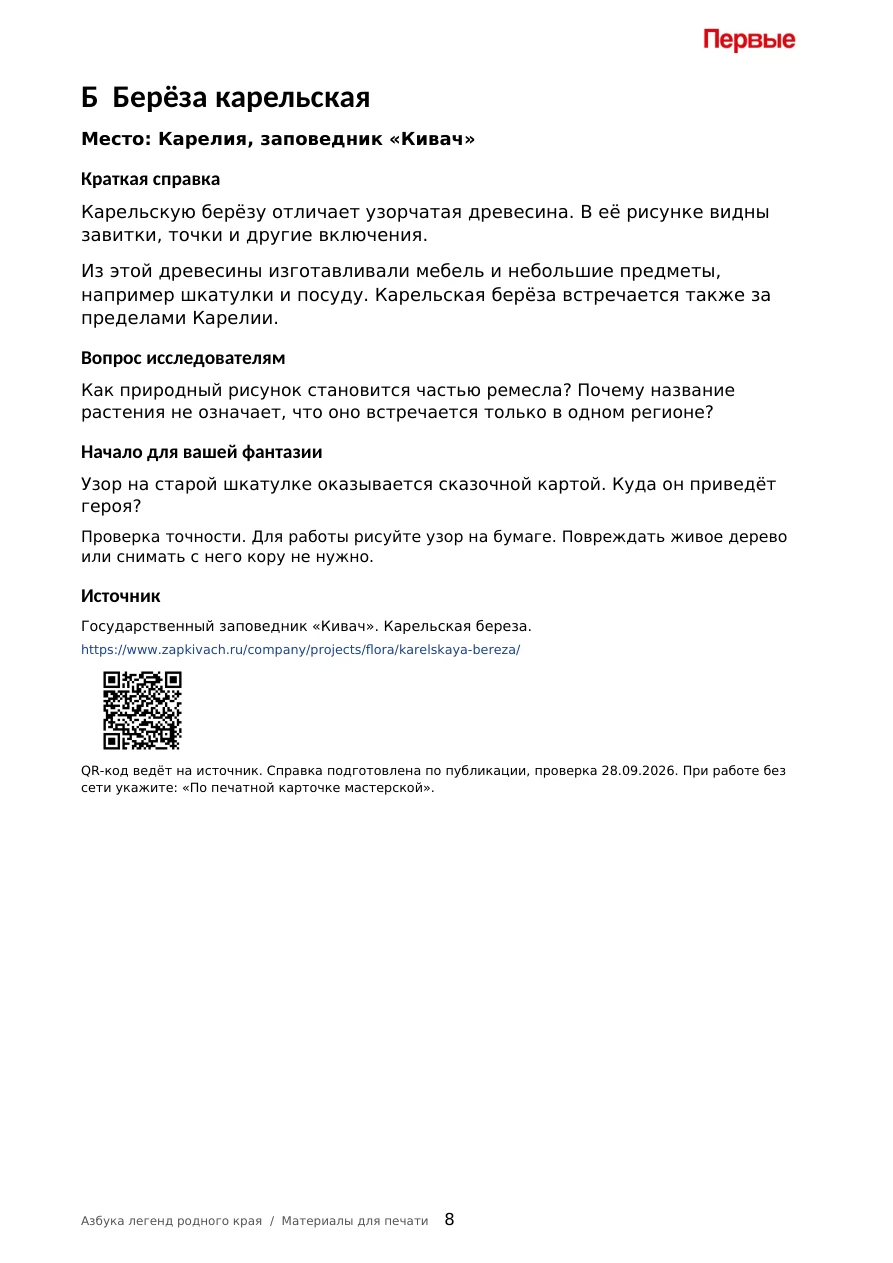 Первые
Б Берёза карельская
Место: Карелия, заповедник «Кивач»
Краткая справка
Карельскую берёзу отличает узорчатая древесина. В её рисунке видны
завитки, точки и другие включения.
Из этой древесины изготавливали мебель и небольшие предметы,
например шкатулки и посуду. Карельская берёза встречается также за
пределами Карелии.
Вопрос исследователям
Как природный рисунок становится частью ремесла? Почему название
растения не означает, что оно встречается только в одном регионе?
Начало для вашей фантазии
Узор на старой шкатулке оказывается сказочной картой. Куда он приведёт
героя?
Проверка точности. Для работы рисуйте узор на бумаге. Повреждать живое дерево
или снимать с него кору не нужно.
Источник
Государственный заповедник «Кивач». Карельская береза.
https://www.zapkivach.ru/company/projects/flora/karelskaya-bereza/
QR-код ведёт на источник. Справка подготовлена по публикации, проверка 28.09.2026. При работе без
сети укажите: «По печатной карточке мастерской».
Азбука легенд родного края / Материалы для печати 8